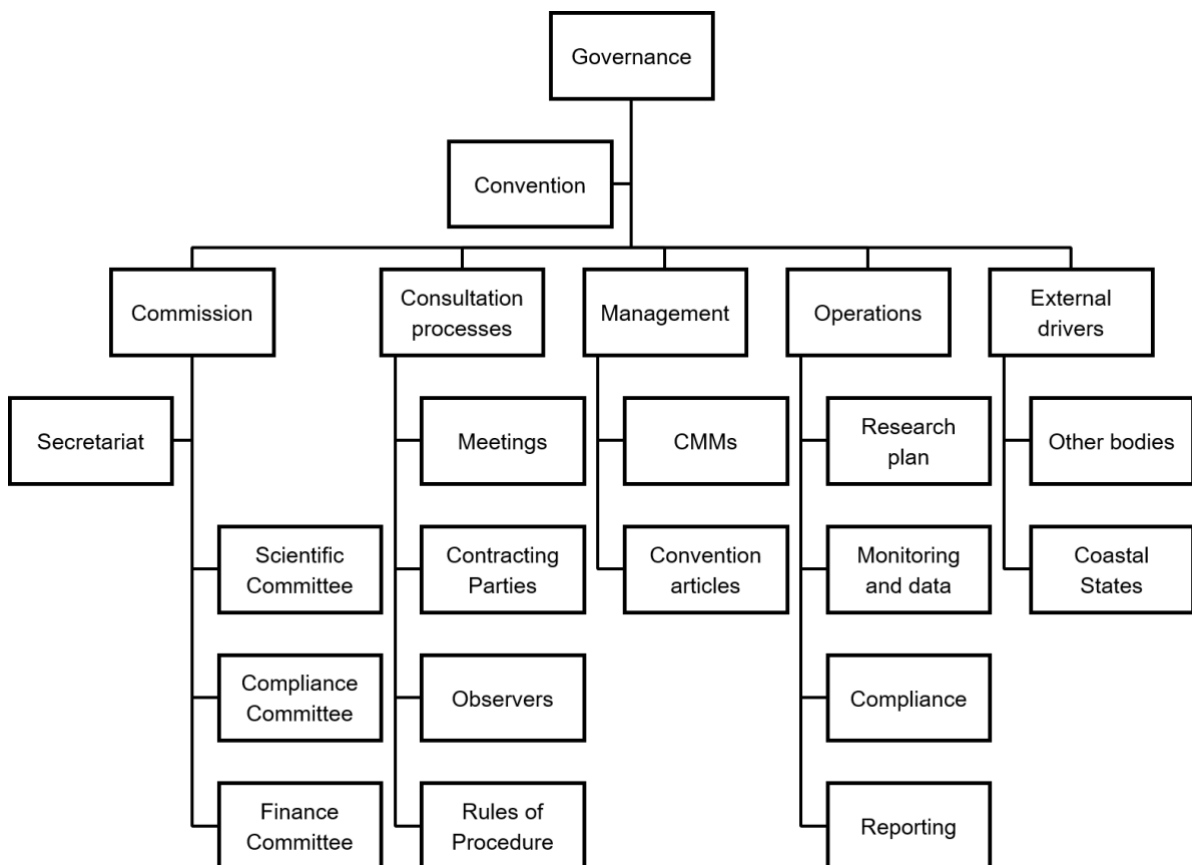 Governance
Convention
Commission
Consultation
processes
Management
Operations
External
drivers
Secretariat
Meetings
CMMs
Research
plan
Other bodies
Scientific
Committee
Contracting
Parties
Convention
articles
Monitoring
and data
Coastal
States
Compliance
Committee
Observers
Compliance
Finance
Committee
Rules of
Procedure
Reporting